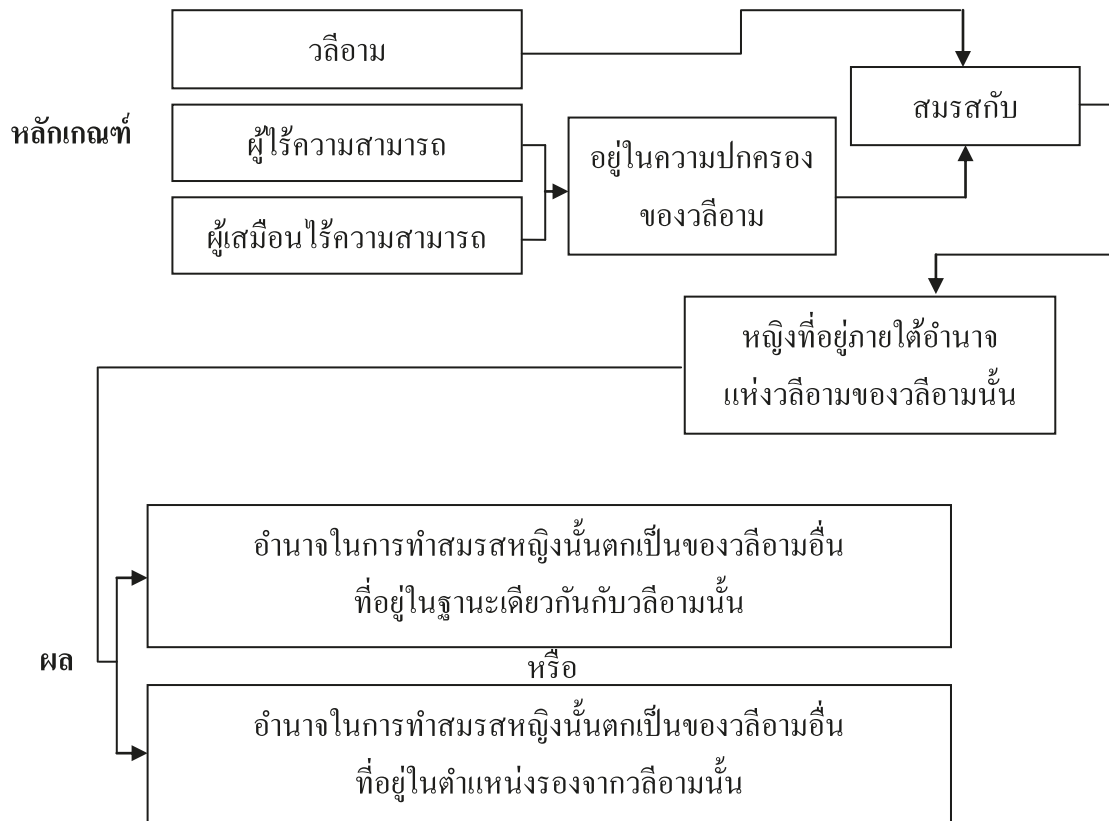 วลีอาม
หลักเกณฑ์
ผู้ไร้ความสามารถ
ผู้เสมือนไร้ความสามารถ
อยู่ในความปกครอง
ของวลีอาม
สมรสกับ
หญิงที่อยู่ภายใต้อำนาจ
แห่งวลีอามของวลีอามนั้น
ผล
อำนาจในการทำสมรสหญิงนั้นตกเป็นของวลีอามอื่น
ที่อยู่ในฐานะเดียวกันกับวลีอามนั้น
หรือ
อำนาจในการทำสมรสหญิงนั้นตกเป็นของวลีอามอื่น
ที่อยู่ในตำแหน่งรองจากวลีอามนั้น